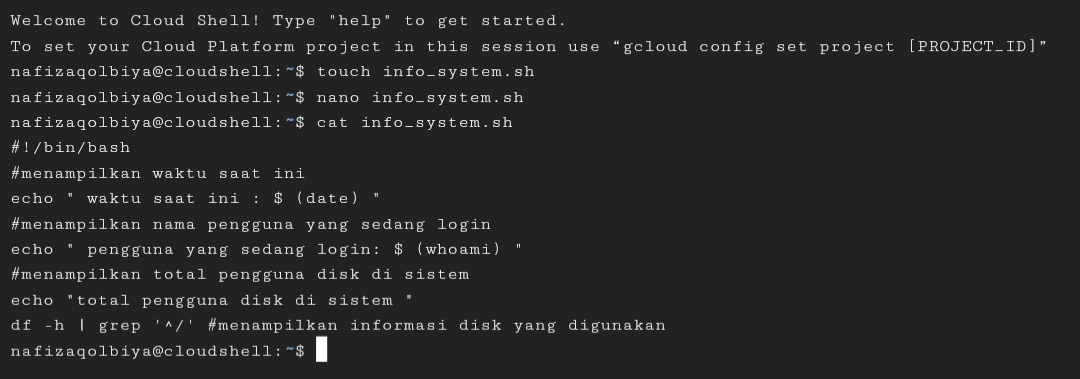 Welcome to Cloud Shell! Type "help" to get started.
To set your Cloud Platform project in this session use “gcloud config set project [PROJECT_ID]”
nafizaqolbiya@cloudshell:~$ touch info_system.sh
nafizaqolbiya@cloudshell:~$ nano info_system.sh
nafizaqolbiya@cloudshell:~$ cat info_system.sh
#!/bin/bash
#menampilkan waktu saat ini
echo " waktu saat ini : $ (date) "
#menampilkan nama pengguna yang sedang login
echo " pengguna yang sedang login: $ (whoami) "
#menampilkan total pengguna disk di sistem
echo "total pengguna disk di sistem "
df -h | grep '^/' #menampilkan informasi disk yang digunakan
nafizaqolbiya@cloudshell:~$